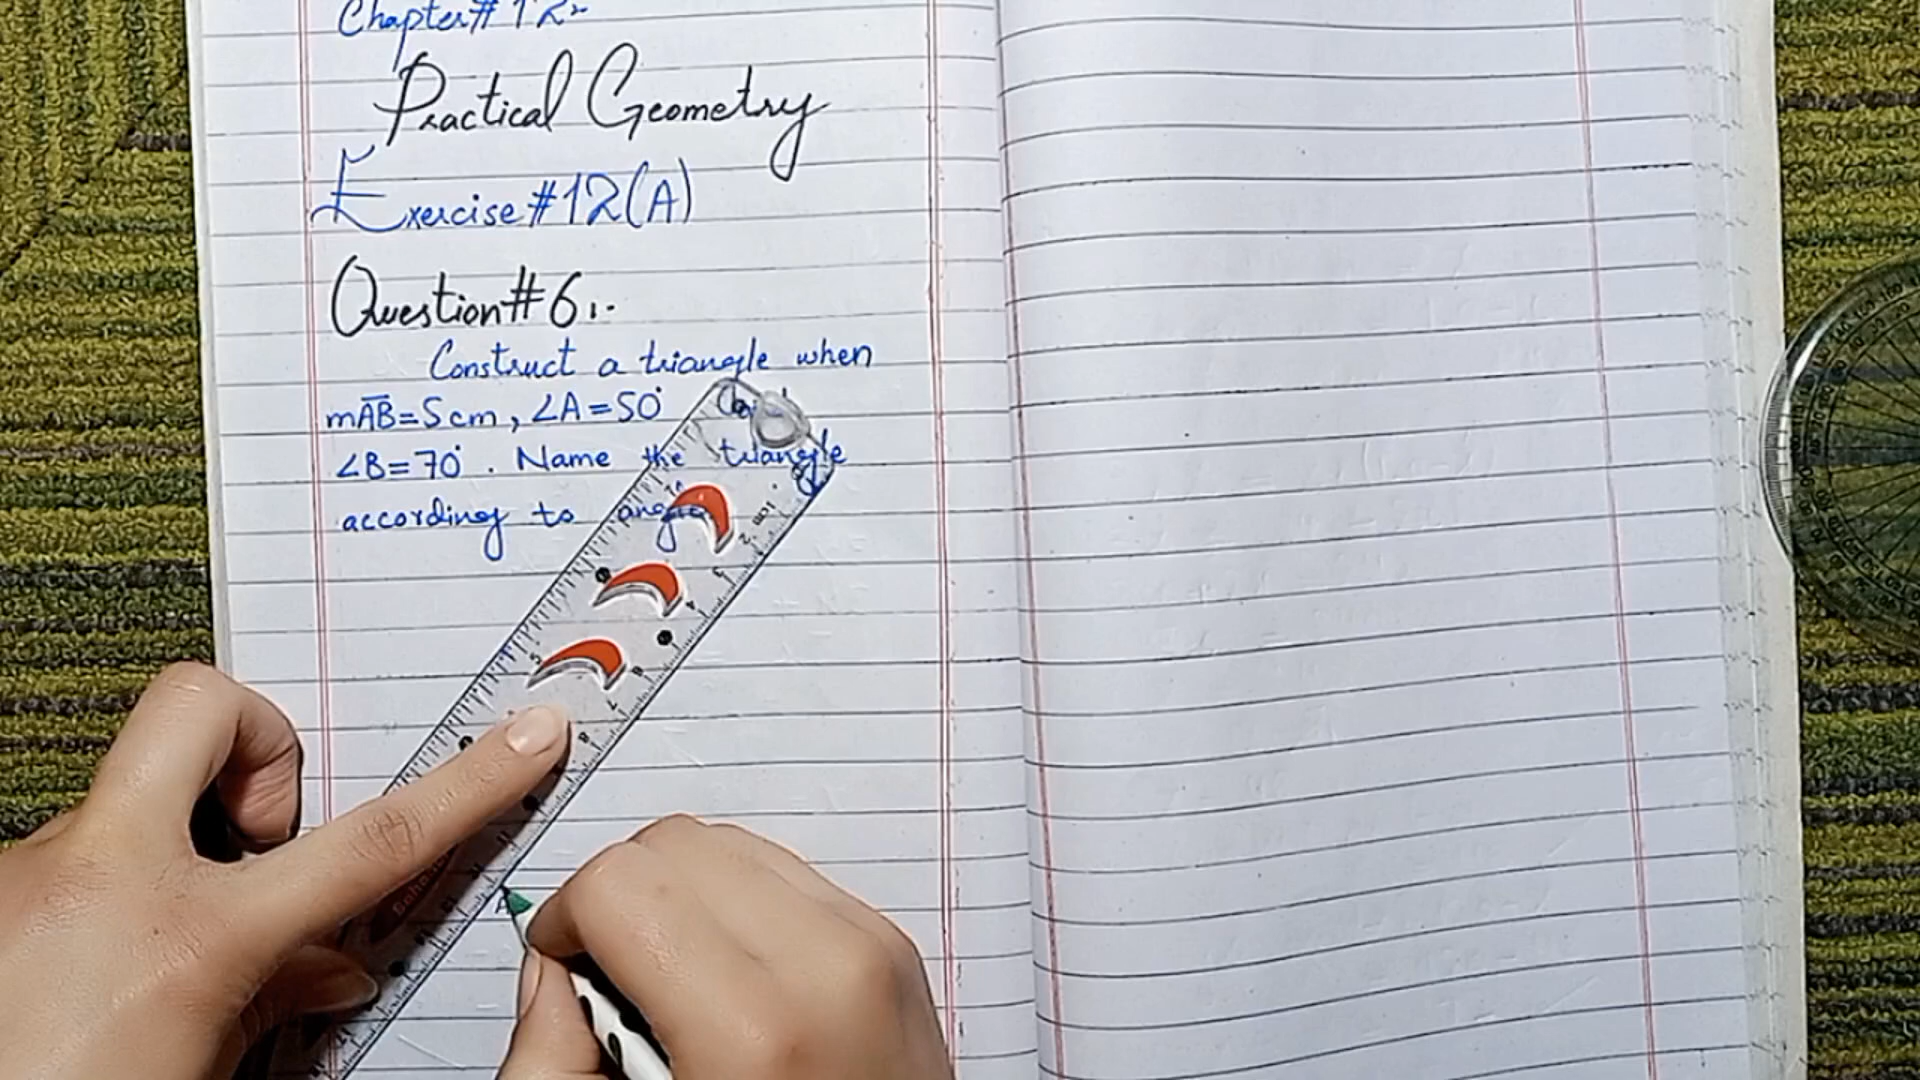 Chapter# 12:-
Practical Geometry
Exercise#12(A)
Question#6:-
Construct a triangle when
mAB=5cm, ∠A=50°
∠B=70°. Name the triangle
according to
A